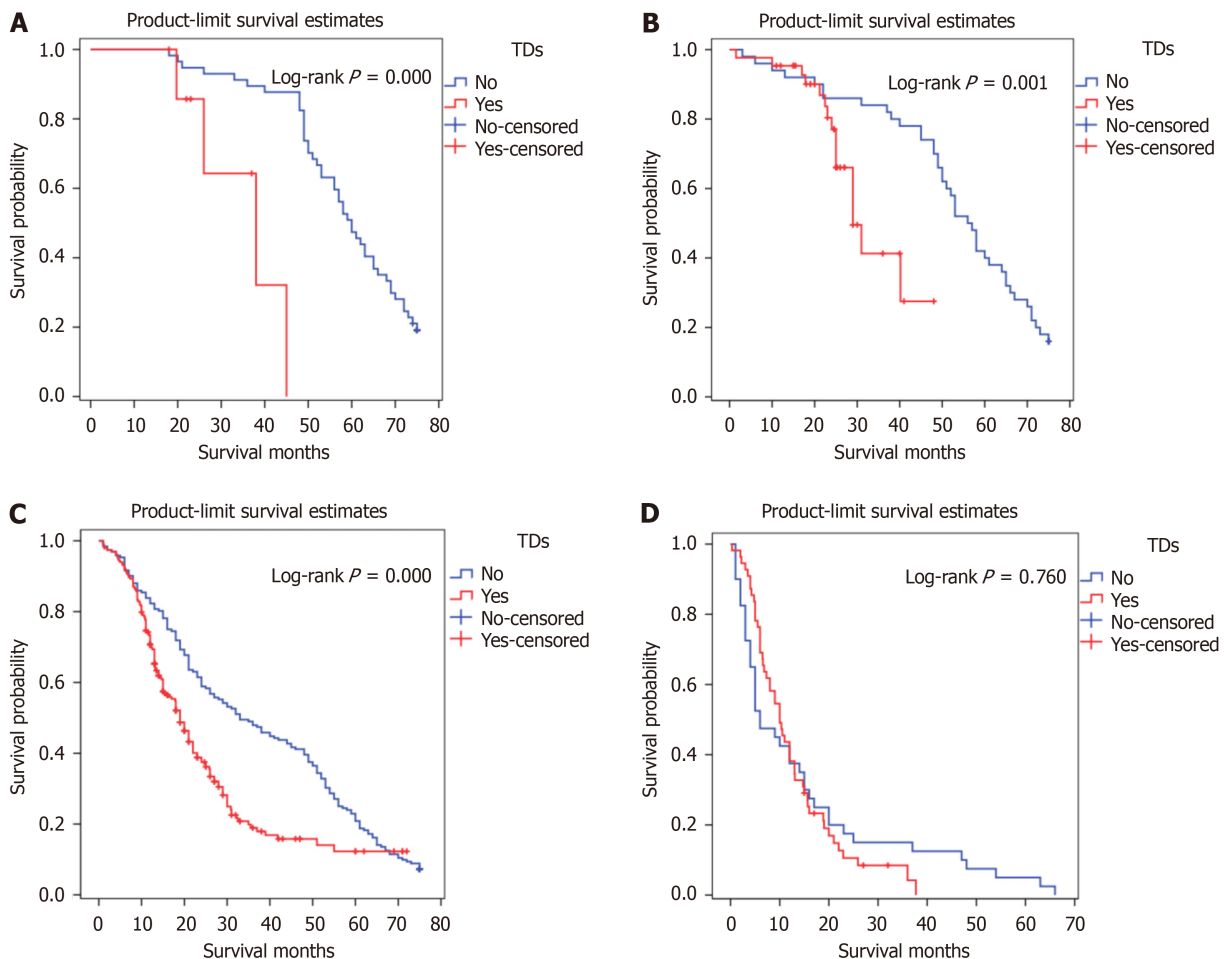 A
Product-limit survival estimates
TDs
Log-rank P = 0.000
No
Yes
No-censored
Yes-censored
Survival probability
1.0
0.8
0.6
0.4
0.2
0.0
0 10 20 30 40 50 60 70 80
Survival months
B
Product-limit survival estimates
TDs
Log-rank P = 0.001
No
Yes
No-censored
Yes-censored
Survival probability
1.0
0.8
0.6
0.4
0.2
0.0
0 10 20 30 40 50 60 70 80
Survival months
C
Product-limit survival estimates
TDs
Log-rank P = 0.000
No
Yes
No-censored
Yes-censored
Survival probability
1.0
0.8
0.6
0.4
0.2
0.0
0 10 20 30 40 50 60 70 80
Survival months
D
Product-limit survival estimates
TDs
Log-rank P = 0.760
No
Yes
No-censored
Yes-censored
Survival probability
1.0
0.8
0.6
0.4
0.2
0.0
0 10 20 30 40 50 60 70
Survival months